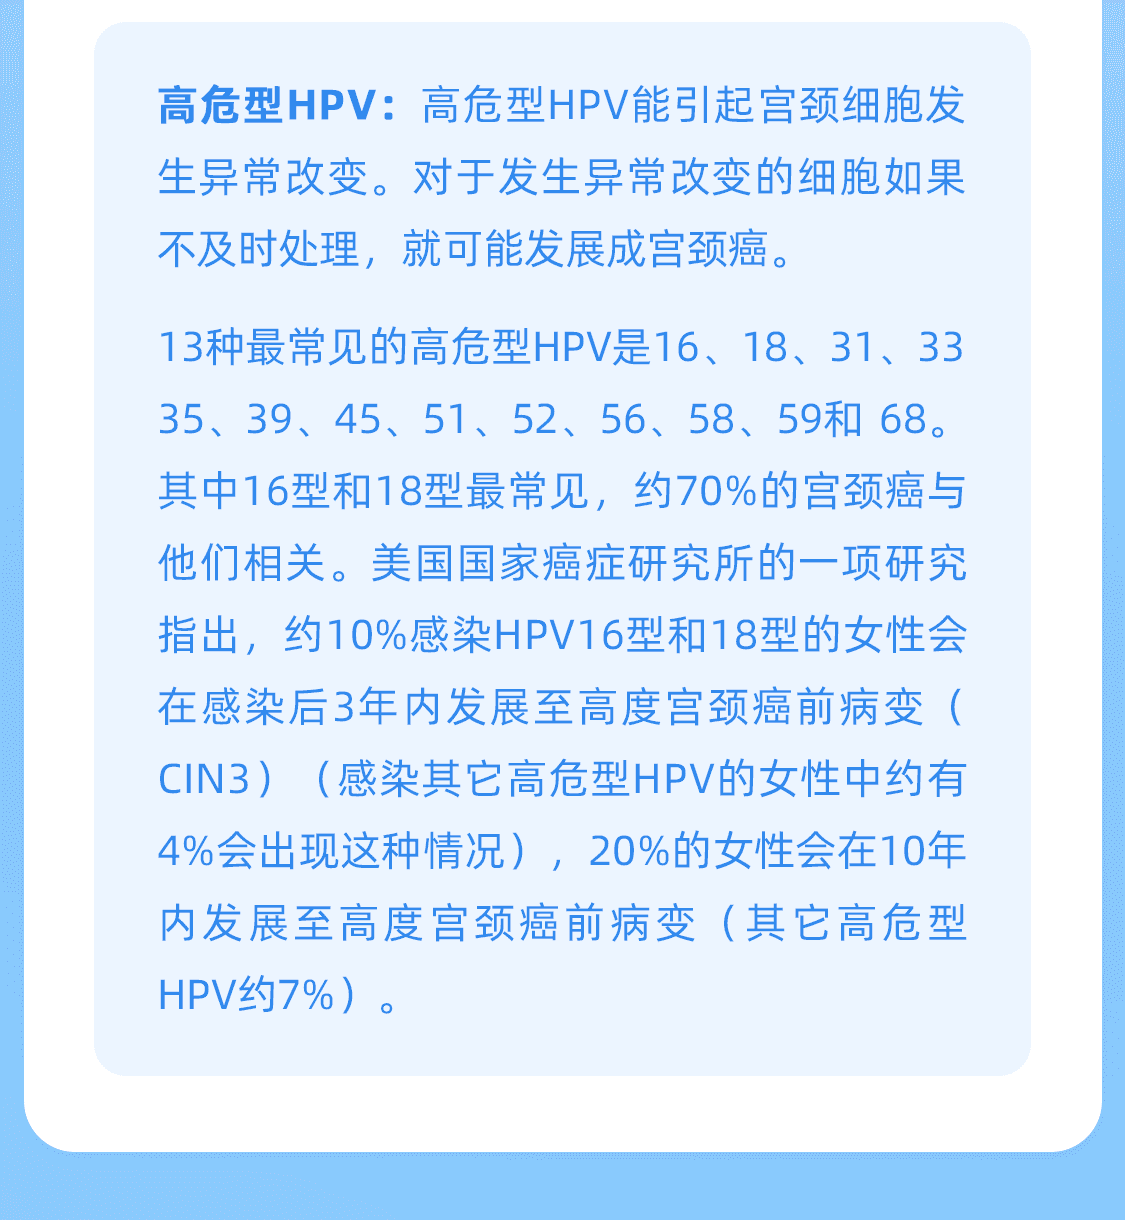 高危型HPV：高危型HPV能引起宫颈细胞发
生异常改变。对于发生异常改变的细胞如果
不及时处理，就可能发展成宫颈癌。
13种最常见的高危型HPV是16、18、31、33
35、39、45、51、52、56、58、59和 68。
其中16型和18型最常见，约70%的宫颈癌与
他们相关。美国国家癌症研究所的一项研究
指出，约10%感染HPV16型和18型的女性会
在感染后3年内发展至高度宫颈癌前病变（
CIN3）（感染其它高危型HPV的女性中约有
4%会出现这种情况），20%的女性会在10年
内发展至高度宫颈癌前病变（其它高危型
HPV约7%）。